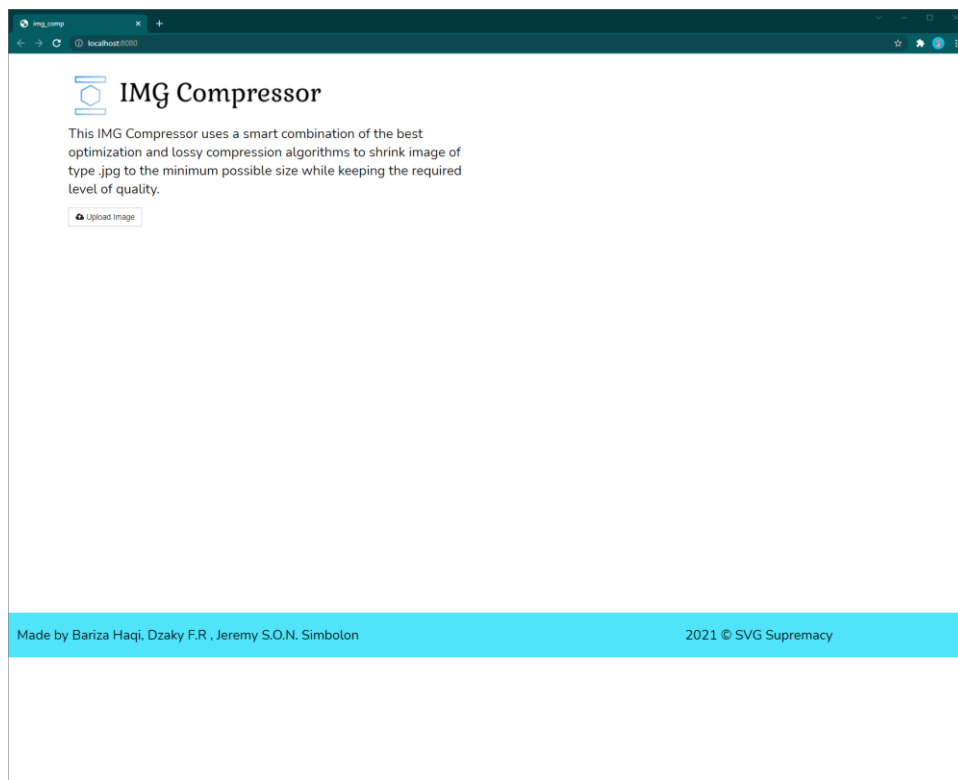 img_comp
localhost:8080
IMG Compressor
This IMG Compressor uses a smart combination of the best
optimization and lossy compression algorithms to shrink image of
type .jpg to the minimum possible size while keeping the required
level of quality.
Upload Image
Made by Bariza Haqi, Dzaky F.R , Jeremy S.O.N. Simbolon
2021 © SVG Supremacy